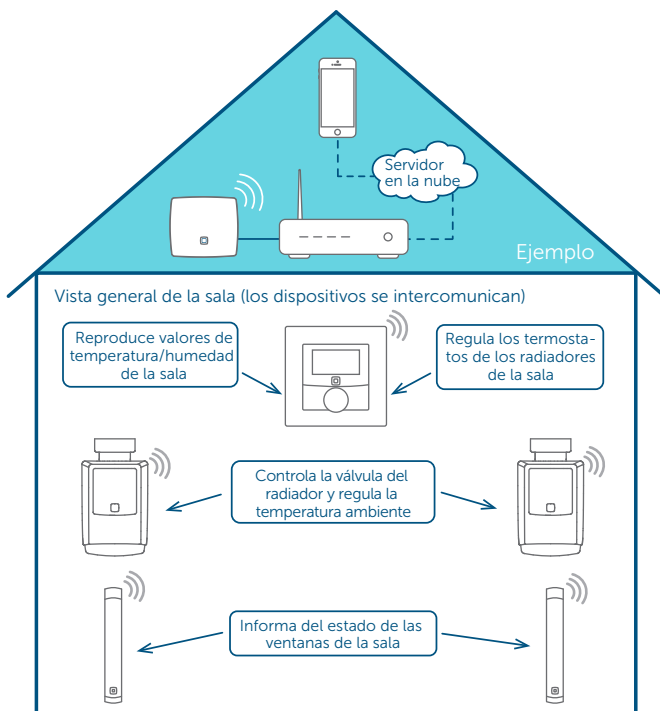 Servidor
en la nube
Ejemplo
Vista general de la sala (los dispositivos se intercomunican)
Reproduce valores de
temperatura/humedad
de la sala
Regula los termosta-
tos de los radiadores
de la sala
Controla la válvula del
radiador y regula la
temperatura ambiente
Informa del estado de las
ventanas de la sala